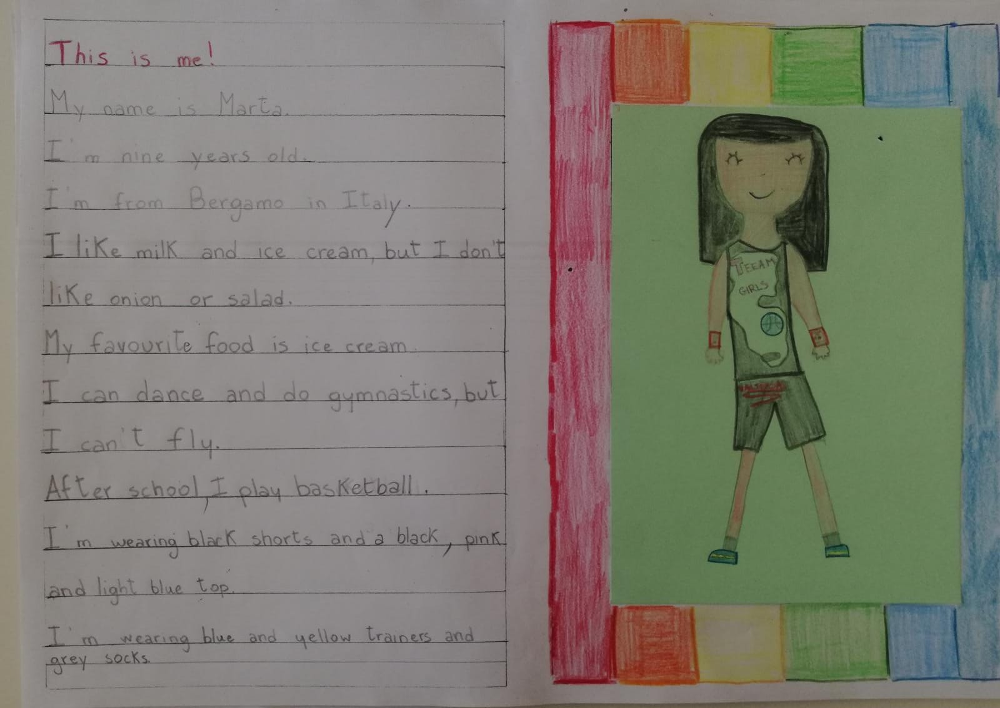 This is me!
My name is Marta.
I'm nine years old.
I'm from Bergamo in Italy.
I like milk and ice cream, but I don't
like onion or salad.
My favourite food is ice cream.
I can dance and do gymnastics, but
I can't fly.
After school, I play basketball.
I'm wearing black shorts and a black, pink
and light blue top.
I'm wearing blue and yellow trainers and
grey socks.
TEEAM
GIRLS